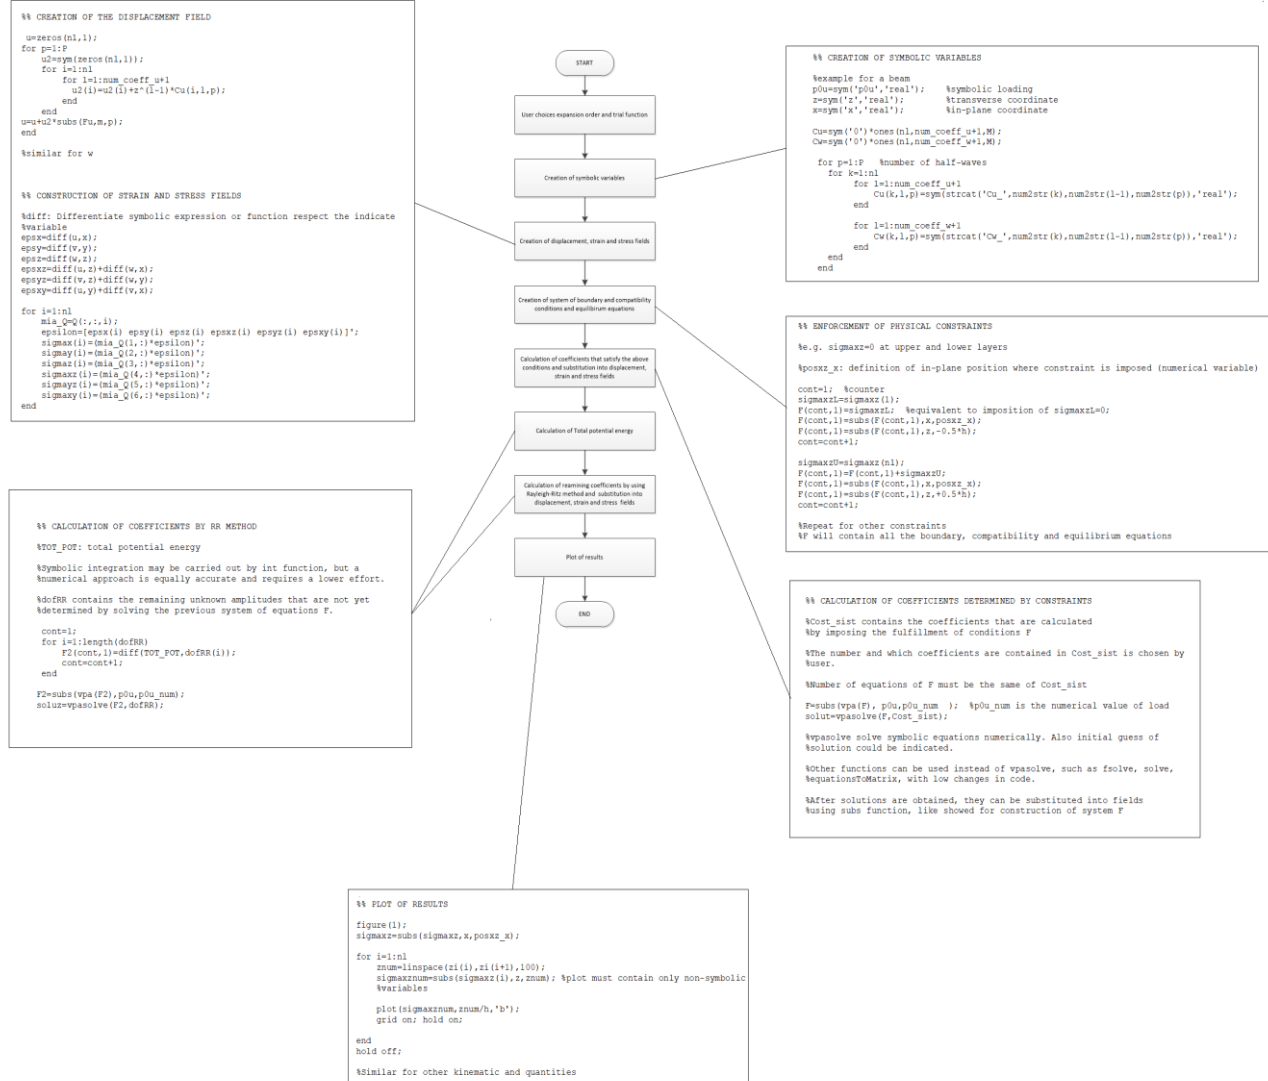 %% CREATION OF THE DISPLACEMENT FIELD
u=zeros(nl,1);
for p=1:P
u2=sym(zeros(nl,1));
for i=1:nl
for l=1:num_coeff_u+1
u2(i)=u2(i)+z^(l-1)*Cu(i,l,p);
end
end
u=u+u2*subs(Fu,m,p);
end
%similar for w
%% CONSTRUCTION OF STRAIN AND STRESS FIELDS
%diff: Differentiate symbolic expression or function respect the indicate
%variable
epsx=diff(u,x);
epsy=diff(v,y);
epsz=diff(w,z);
epsxz=diff(u,z)+diff(w,x);
epsyz=diff(v,z)+diff(w,y);
epsxy=diff(u,y)+diff(v,x);
for i=1:nl
mia_Q=Q(:,:,i);
epsilon=[epsx(i) epsy(i) epsz(i) epsxz(i) epsyz(i) epsxy(i)]';
sigmax(i)=(mia_Q(1,:)*epsilon)';
sigmay(i)=(mia_Q(2,:)*epsilon)';
sigmaz(i)=(mia_Q(3,:)*epsilon)';
sigmaxz(i)=(mia_Q(4,:)*epsilon)';
sigmayz(i)=(mia_Q(5,:)*epsilon)';
sigmaxy(i)=(mia_Q(6,:)*epsilon)';
end
START
User choices expansion order and trial function
Creation of symbolic variables
Creation of displacement, strain and stress fields
Creation of system of boundary and compatibility
conditions and equilibrium equations
Calculation of coefficients that satisfy the above
conditions and substitution into displacement,
strain and stress fields
Calculation of Total potential energy
Calculation of reamining coefficients by using
Rayleigh-Ritz method and substitution into
displacement, strain and stress fields
Plot of results
END
%% CREATION OF SYMBOLIC VARIABLES
%example for a beam
p0u=sym('p0u','real'); %symbolic loading
z=sym('z','real'); %transverse coordinate
x=sym('x','real'); %in-plane coordinate
Cu=sym('0')*ones(nl,num_coeff_u+1,M);
Cw=sym('0')*ones(nl,num_coeff_w+1,M);
for p=1:P %number of half-waves
for k=1:nl
for l=1:num_coeff_u+1
Cu(k,l,p)=sym(strcat('Cu_',num2str(k),num2str(l-1),num2str(p)),'real');
end
for l=1:num_coeff_w+1
Cw(k,l,p)=sym(strcat('Cw_',num2str(k),num2str(l-1),num2str(p)),'real');
end
end
end
%% ENFORCEMENT OF PHYSICAL CONSTRAINTS
%e.g. sigmaxz=0 at upper and lower layers
%posxz_x: definition of in-plane position where constraint is imposed (numerical variable)
cont=1; %counter
sigmaxzL=sigmaxz(1);
F(cont,1)=sigmaxzL; %equivalent to imposition of sigmaxzL=0;
F(cont,1)=subs(F(cont,1),x,posxz_x);
F(cont,1)=subs(F(cont,1),z,-0.5*h);
cont=cont+1;
sigmaxzU=sigmaxz(nl);
F(cont,1)=F(cont,1)+sigmaxzU;
F(cont,1)=subs(F(cont,1),x,posxz_x);
F(cont,1)=subs(F(cont,1),z,+0.5*h);
cont=cont+1;
%Repeat for other constraints
%F will contain all the boundary, compatibility and equilibrium equations
%% CALCULATION OF COEFFICIENTS BY RR METHOD
%TOT_POT: total potential energy
%Symbolic integration may be carried out by int function, but a
%numerical approach is equally accurate and requires a lower effort.
%dofRR contains the remaining unknown amplitudes that are not yet
%determined by solving the previous system of equations F.
cont=1;
for i=1:length(dofRR)
F2(cont,1)=diff(TOT_POT,dofRR(i));
cont=cont+1;
end
F2=subs(vpa(F2),p0u,p0u_num);
soluz=vpasolve(F2,dofRR);
%% CALCULATION OF COEFFICIENTS DETERMINED BY CONSTRAINTS
%Cost_sist contains the coefficients that are calculated
%by imposing the fulfillment of conditions F
%The number and which coefficients are contained in Cost_sist is chosen by
%user.
%Number of equations of F must be the same of Cost_sist
F=subs(vpa(F), p0u,p0u_num ); %p0u_num is the numerical value of load
solut=vpasolve(F,Cost_sist);
%vpasolve solve symbolic equations numerically. Also initial guess of
%solution could be indicated.
%Other functions can be used instead of vpasolve, such as fsolve, solve,
%equationsToMatrix, with low changes in code.
%After solutions are obtained, they can be substituted into fields
%using subs function, like showed for construction of system F
%% PLOT OF RESULTS
figure(1);
sigmaxz=subs(sigmaxz,x,posxz_x);
for i=1:nl
znum=linspace(zi(i),zi(i+1),100);
sigmaxznum=subs(sigmaxz(i),z,znum); %plot must contain only non-symbolic
%variables
plot(sigmaxznum,znum/h,'b');
grid on; hold on;
end
hold off;
%Similar for other kinematic and quantities